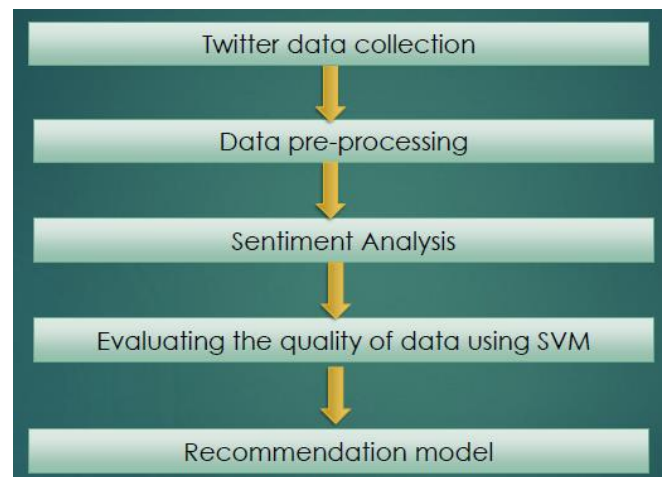 Twitter data collection
Data pre-processing
Sentiment Analysis
Evaluating the quality of data using SVM
Recommendation model